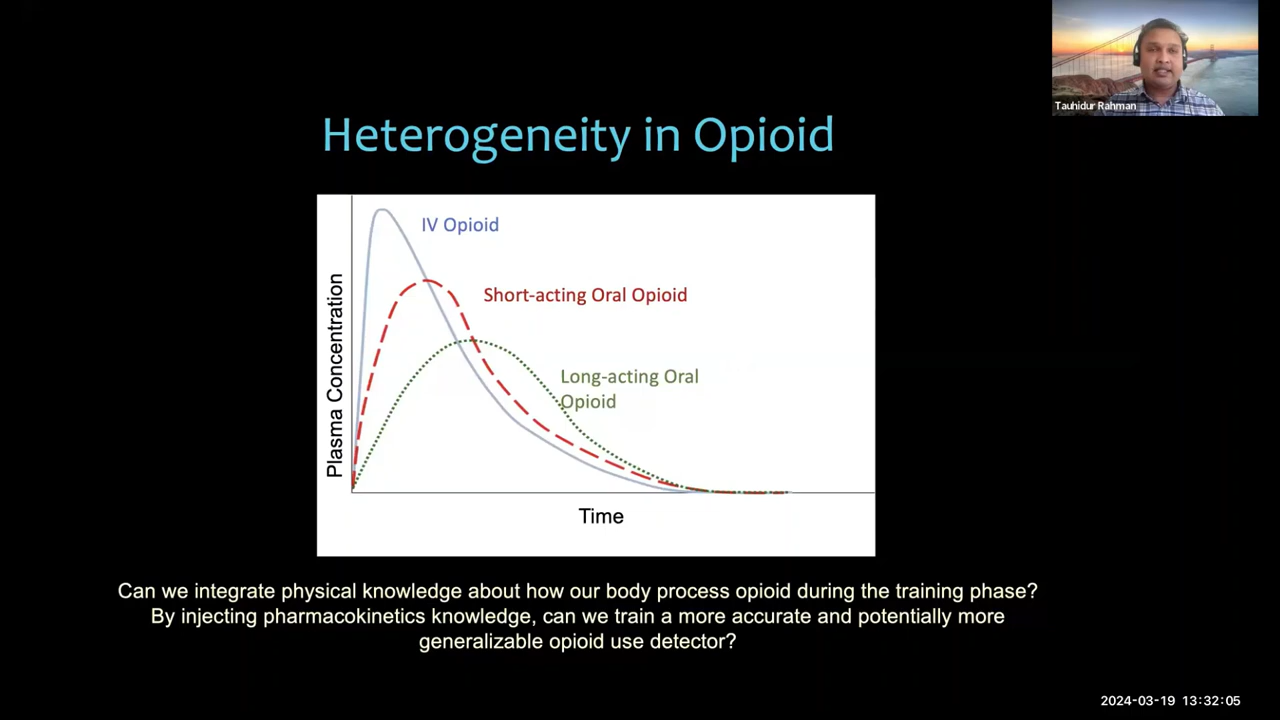 Tauhidur Rahman
Heterogeneity in Opioid
IV Opioid
Short-acting Oral Opioid
Long-acting Oral
Opioid
Plasma Concentration
Time
Can we integrate physical knowledge about how our body process opioid during the training phase?
By injecting pharmacokinetics knowledge, can we train a more accurate and potentially more
generalizable opioid use detector?
2024-03-19 13:32:05